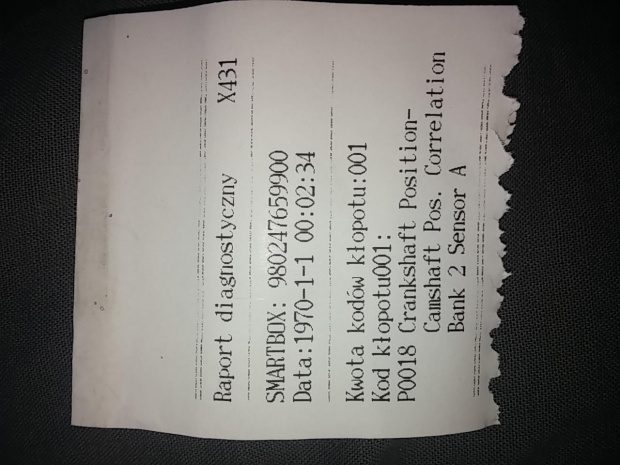 Raport diagnostyczny X431
SMARTBOX: 980247659900
Data:1970-1-1 00:02:34
Kwota kodów kłopotu:001
Kod kłopotu001:
P0018 Crankshaft Position-
Camshaft Pos. Correlation
Bank 2 Sensor A